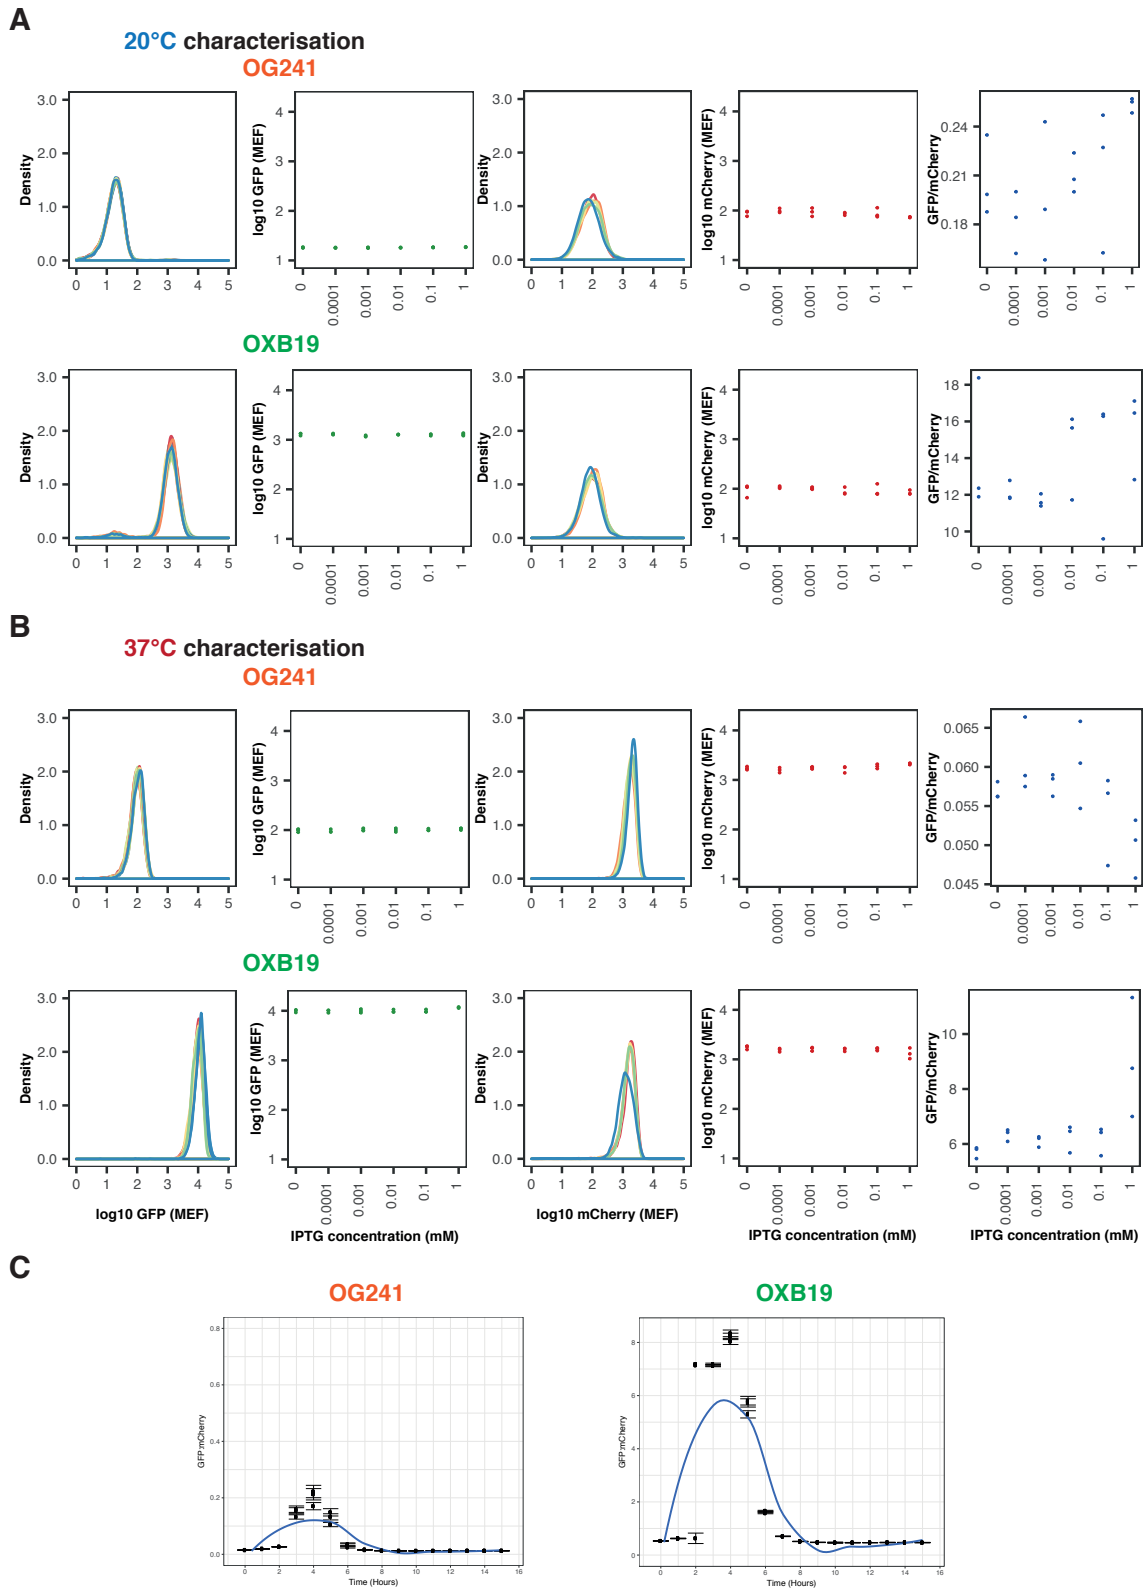 A
20°C characterisation
OG241
3.0
2.0
1.0
0.0
Density
0 1 2 3 4 5
4
3
2
1
log10 GFP (MEF)
0 0.0001 0.001 0.01 0.1 1
3.0
2.0
1.0
0.0
Density
0 1 2 3 4 5
4
3
2
1
log10 mCherry (MEF)
0 0.0001 0.001 0.01 0.1 1
0.24
0.21
0.18
GFP/mCherry
0 0.0001 0.001 0.01 0.1 1
OXB19
3.0
2.0
1.0
0.0
Density
0 1 2 3 4 5
4
3
2
1
log10 GFP (MEF)
0 0.0001 0.001 0.01 0.1 1
3.0
2.0
1.0
0.0
Density
0 1 2 3 4 5
4
3
2
1
log10 mCherry (MEF)
0 0.0001 0.001 0.01 0.1 1
18
16
14
12
10
GFP/mCherry
0 0.0001 0.001 0.01 0.1 1
B
37°C characterisation
OG241
3.0
2.0
1.0
0.0
Density
0 1 2 3 4 5
4
3
2
1
log10 GFP (MEF)
0 0.0001 0.001 0.01 0.1 1
3.0
2.0
1.0
0.0
Density
0 1 2 3 4 5
4
3
2
1
log10 mCherry (MEF)
0 0.0001 0.001 0.01 0.1 1
0.065
0.060
0.055
0.050
0.045
GFP/mCherry
0 0.0001 0.001 0.01 0.1 1
OXB19
3.0
2.0
1.0
0.0
Density
0 1 2 3 4 5
log10 GFP (MEF)
4
3
2
1
log10 GFP (MEF)
0 0.0001 0.001 0.01 0.1 1
IPTG concentration (mM)
3.0
2.0
1.0
0.0
Density
0 1 2 3 4 5
log10 mCherry (MEF)
4
3
2
1
log10 mCherry (MEF)
0 0.0001 0.001 0.01 0.1 1
IPTG concentration (mM)
10
8
6
GFP/mCherry
0 0.0001 0.001 0.01 0.1 1
IPTG concentration (mM)
C
OG241
0.8
0.6
0.4
0.2
0.0
GFP:mCherry
0 2 4 6 8 10 12 14 16
Time (Hours)
OXB19
8
6
4
2
0
GFP:mCherry
0 2 4 6 8 10 12 14 16
Time (Hours)